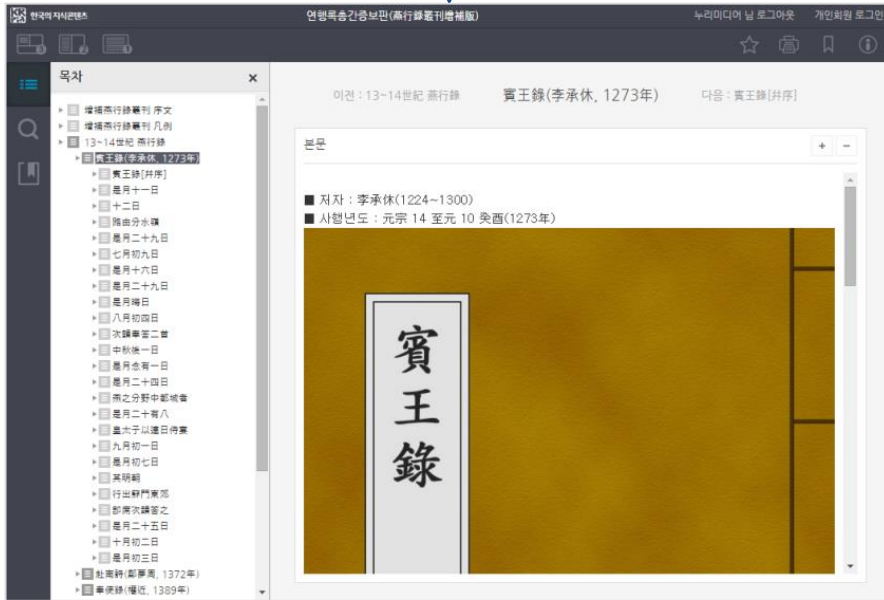 한국의 지식콘텐츠
연행록총간증보판(燕行錄叢刊增補版)
누리미디어 님 로그아웃
개인회원 로그인
목차
×
增補燕行錄叢刊 序文
增補燕行錄叢刊 凡例
13~14世紀 燕行錄
賓王錄(李承休, 1273年)
賓王錄[幷序]
是月十一日
十二日
路由分水嶺
是月二十九日
七月初九日
是月十六日
是月二十九日
是月晦日
八月初四日
次韻奉答二首
中秋後一日
是月念有一日
是月二十四日
燕之分野中都城者
是月二十有八
皇太子以違日侍宴
九月初一日
是月初七日
其明朝
行出野門東郊
即席次韻答之
是月二十五日
十月初二日
是月初三日
赴南詩(鄭夢周, 1372年)
奉使錄(權近, 1389年)
이전 : 13~14世紀 燕行錄
賓王錄(李承休, 1273年)
다음 : 賓王錄[幷序]
본문
+ -
■ 저자 : 李承休(1224~1300)
■ 사행년도 : 元宗 14 至元 10 癸酉(1273年)
賓王錄